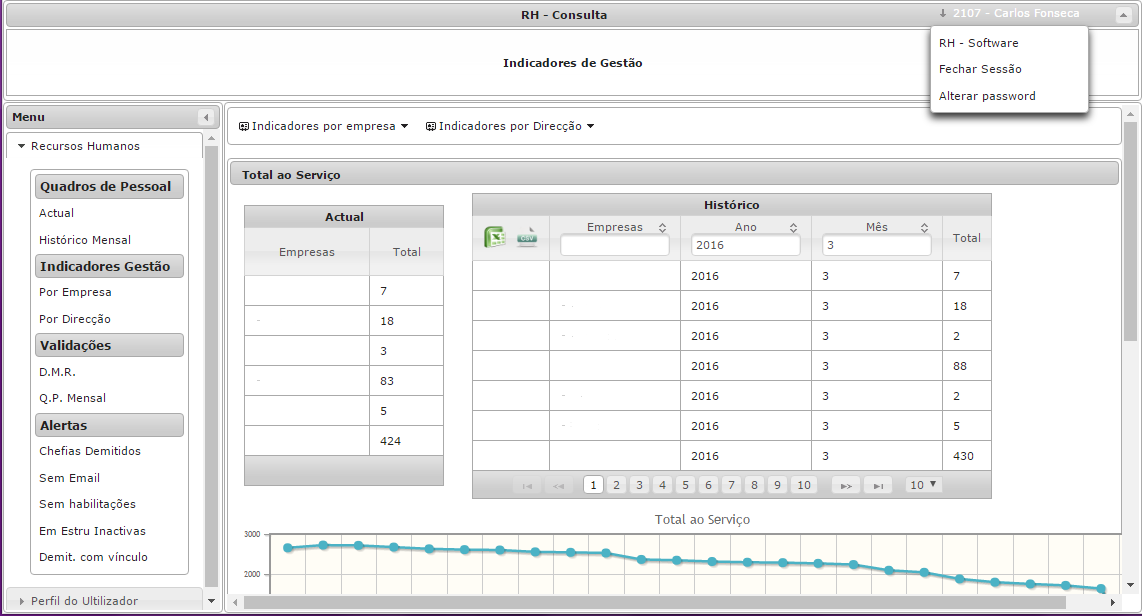 RH - Consulta
2107 - Carlos Fonseca
RH - Software
Fechar Sessão
Alterar password
Indicadores de Gestão
Menu
Recursos Humanos
Quadros de Pessoal
Actual
Histórico Mensal
Indicadores Gestão
Por Empresa
Por Direcção
Validações
D.M.R.
Q.P. Mensal
Alertas
Chefias Demitidos
Sem Email
Sem habilitações
Em Estru Inactivas
Demit. com vínculo
Perfil do Ultilizador
Indicadores por empresa Indicadores por Direcção
Total ao Serviço
Actual
Empresas Total
7
18
3
83
5
424
Histórico
CSV Empresas Ano Mês Total
2016 3
2016 3 7
2016 3 18
2016 3 2
2016 3 88
2016 3 2
2016 3 5
2016 3 430
1 2 3 4 5 6 7 8 9 10 10
Total ao Serviço
3000
2000